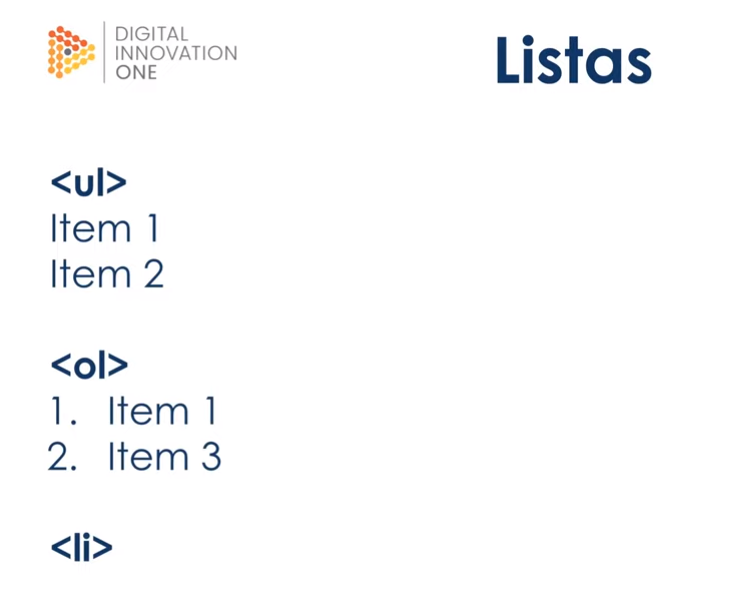 DIGITAL
INNOVATION
ONE
Listas
<ul>
Item 1
Item 2
<ol>
1. Item 1
2. Item 3
<li>